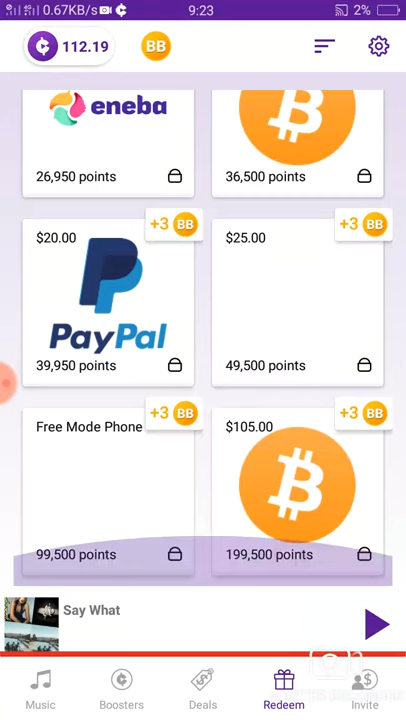 0.67KB/s
9:23
2%
112.19
BB
eneba
26,950 points
36,500 points
+3 BB
+3 BB
$20.00
$25.00
PayPal
39,950 points
49,500 points
+3 BB
+3 BB
Free Mode Phone
$105.00
99,500 points
199,500 points
Say What
Music
Boosters
Deals
Redeem
Invite